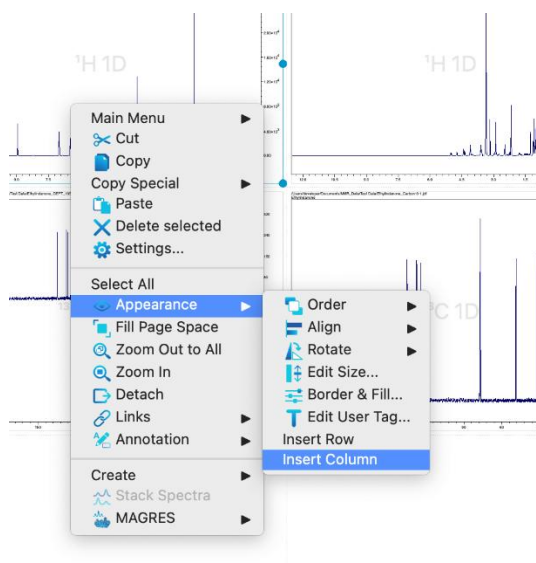 ¹H 1D
¹H 1D
Main Menu
Cut
Copy
Copy Special
Paste
Delete selected
Settings...
Select All
Appearance
Fill Page Space
Zoom Out to All
Zoom In
Detach
Links
Annotation
Create
Stack Spectra
MAGRES
Order
Align
Rotate
Edit Size...
Border & Fill...
Edit User Tag...
Insert Row
Insert Column
C 1D